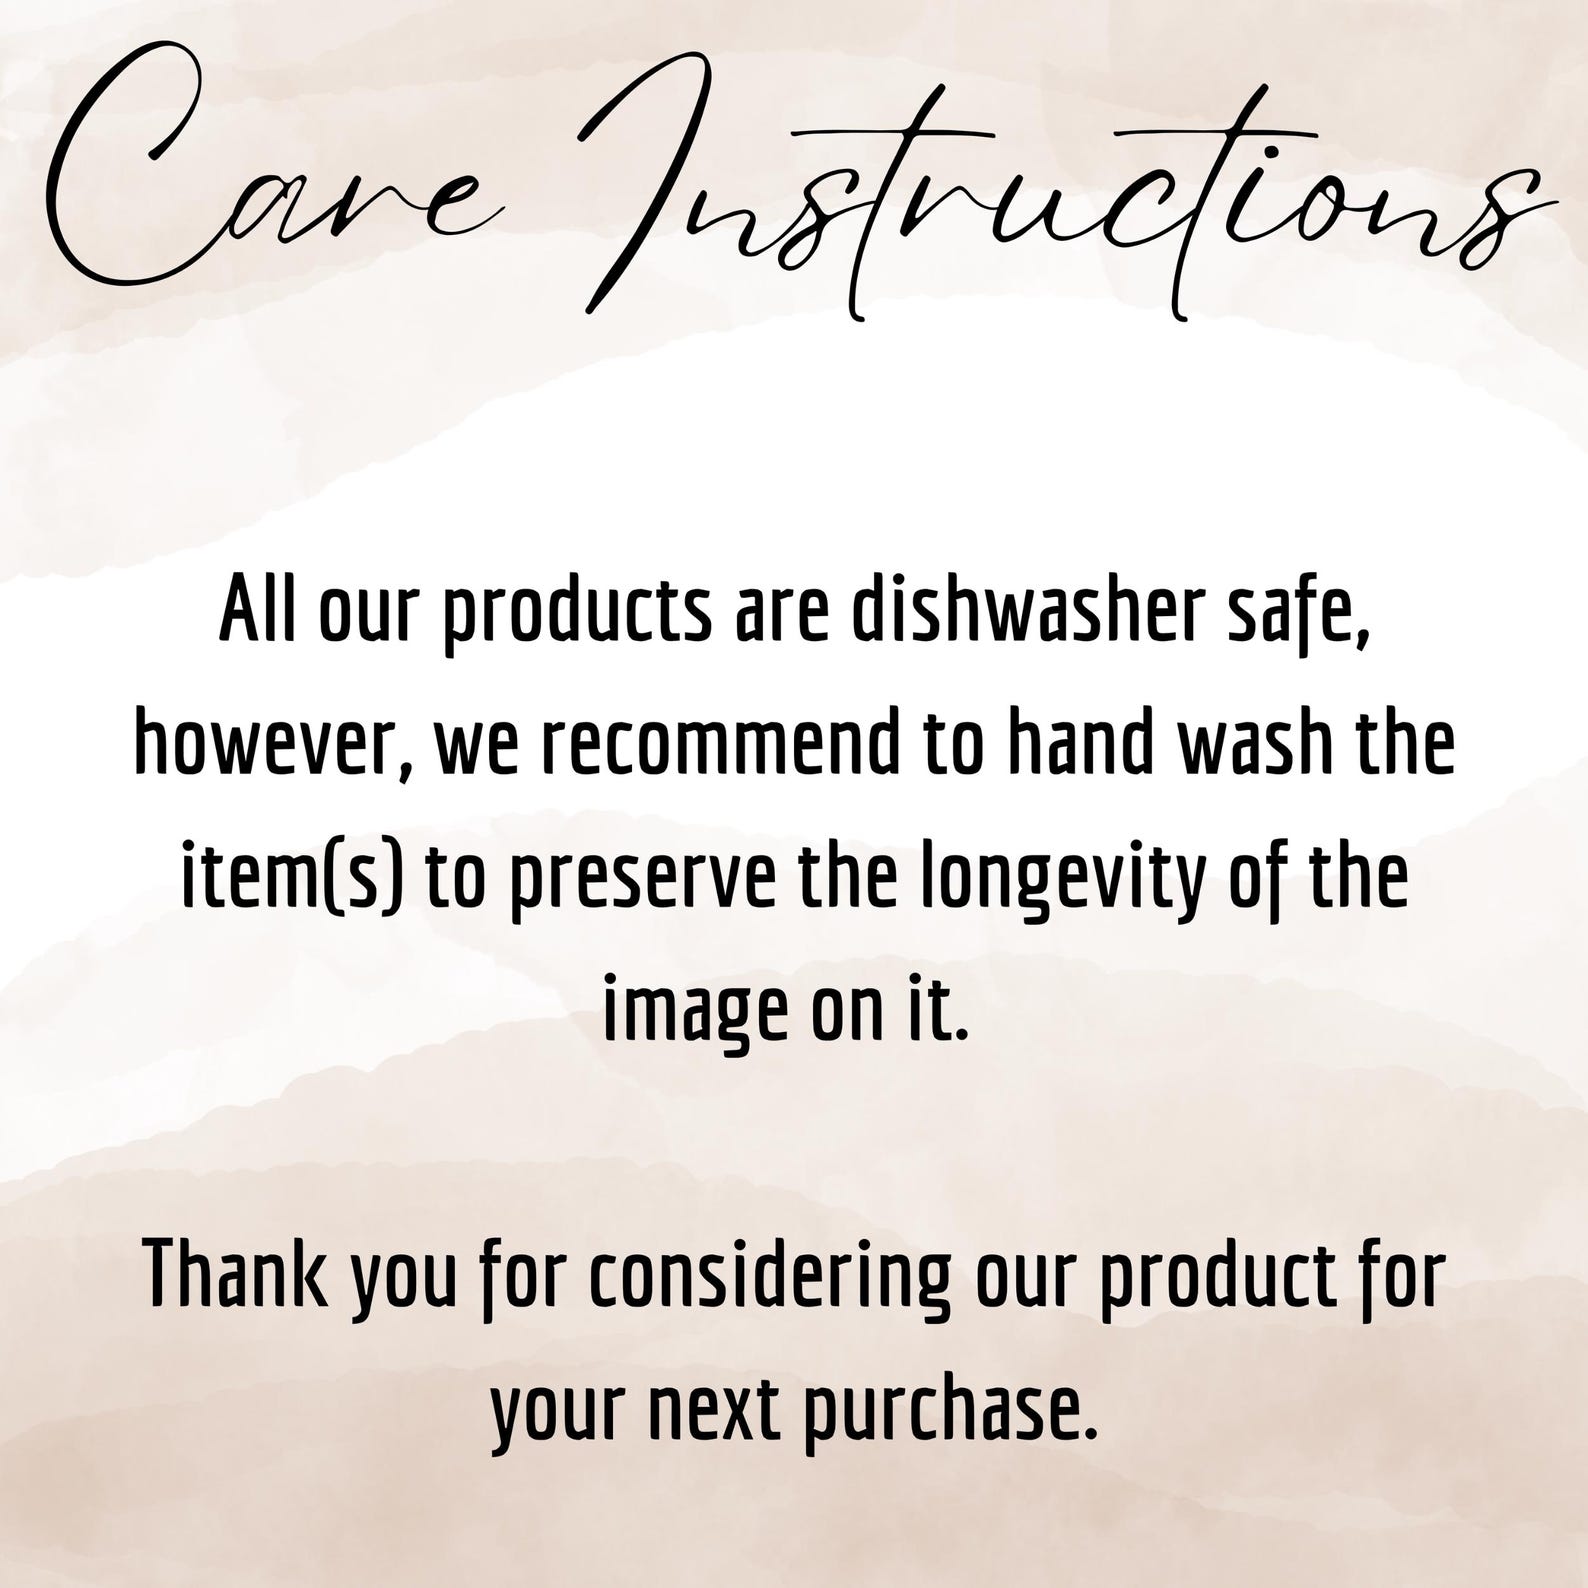 Care Instructions
All our products are dishwasher safe,
however, we recommend to hand wash the
item(s) to preserve the longevity of the
image on it.
Thank you for considering our product for
your next purchase.